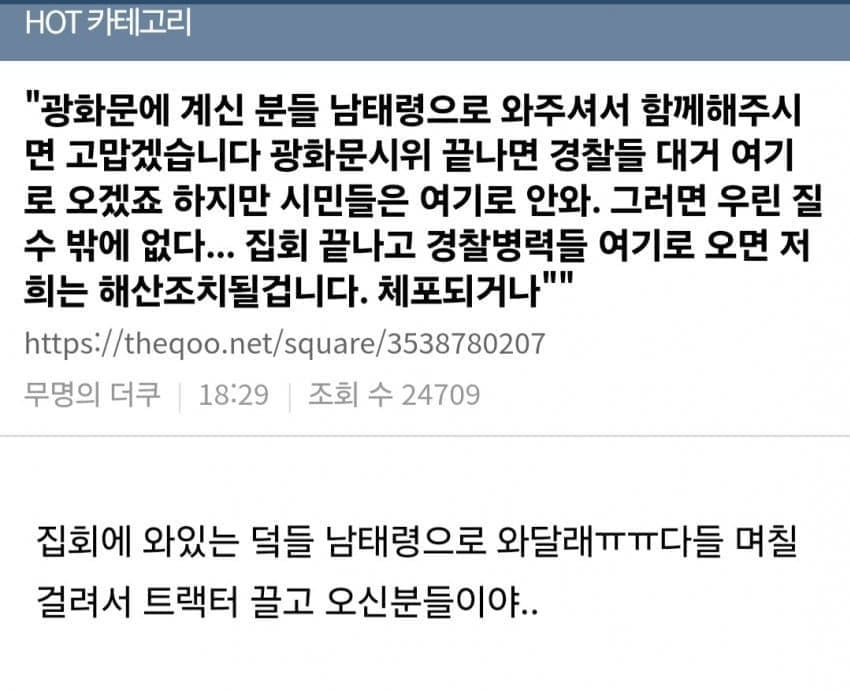 HOT 카테고리
"광화문에 계신 분들 남태령으로 와주셔서 함께해주시
면 고맙겠습니다 광화문시위 끝나면 경찰들 대거 여기
로 오겠죠 하지만 시민들은 여기로 안와. 그러면 우린 질
수 밖에 없다... 집회 끝나고 경찰병력들 여기로 오면 저
희는 해산조치될겁니다. 체포되거나""
https://theqoo.net/square/3538780207
무명의 더쿠 | 18:29 | 조회 수 24709
집회에 와있는 덬들 남태령으로 와달래ㅠㅠ다들 며칠
걸려서 트랙터 끌고 오신분들이야..